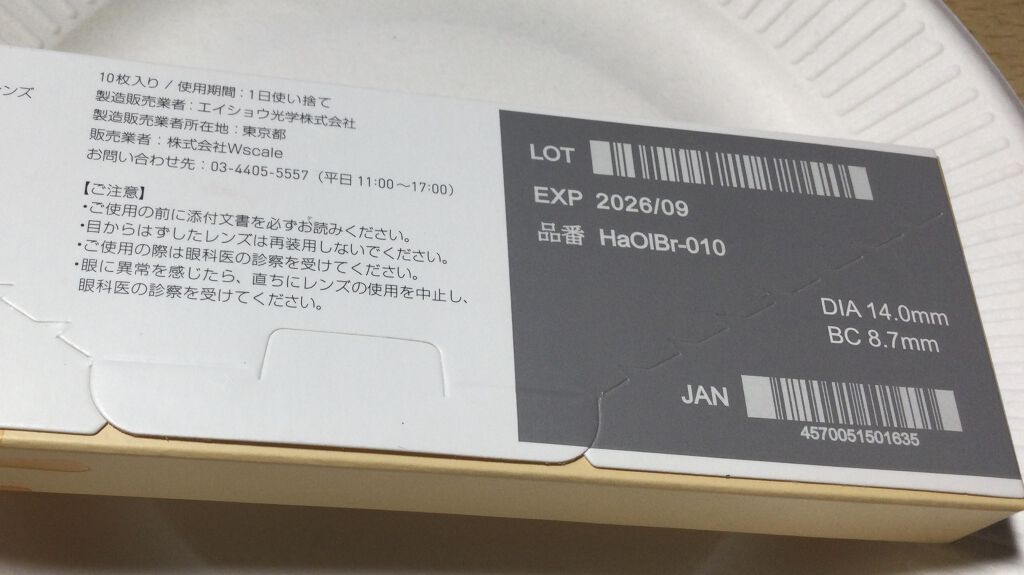 ンズ
10枚入り / 使用期間：1日使い捨て
製造販売業者：エイショウ光学株式会社
製造販売業者所在地：東京都
販売業者：株式会社Wscale
お問い合わせ先：03-4405-5557（平日 11:00～17:00）
【ご注意】
・ご使用の前に添付文書を必ずお読みください。
・目からはずしたレンズは再装用しないでください。
・ご使用の際は眼科医の診察を受けてください。
・眼に異常を感じたら、直ちにレンズの使用を中止し、
眼科医の診察を受けてください。
LOT
EXP 2026/09
品番 HaOlBr-010
DIA 14.0mm
BC 8.7mm
JAN
4570051501635